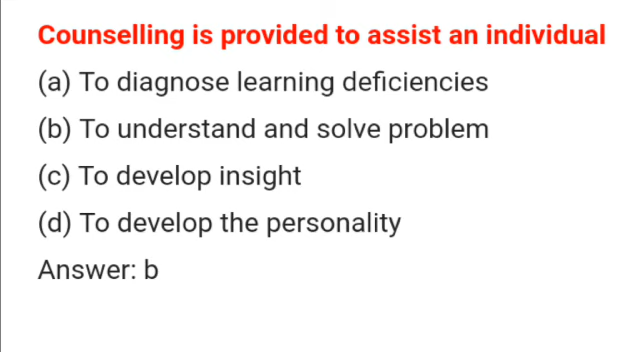 Counselling is provided to assist an individual
(a) To diagnose learning deficiencies
(b) To understand and solve problem
(c) To develop insight
(d) To develop the personality
Answer: b